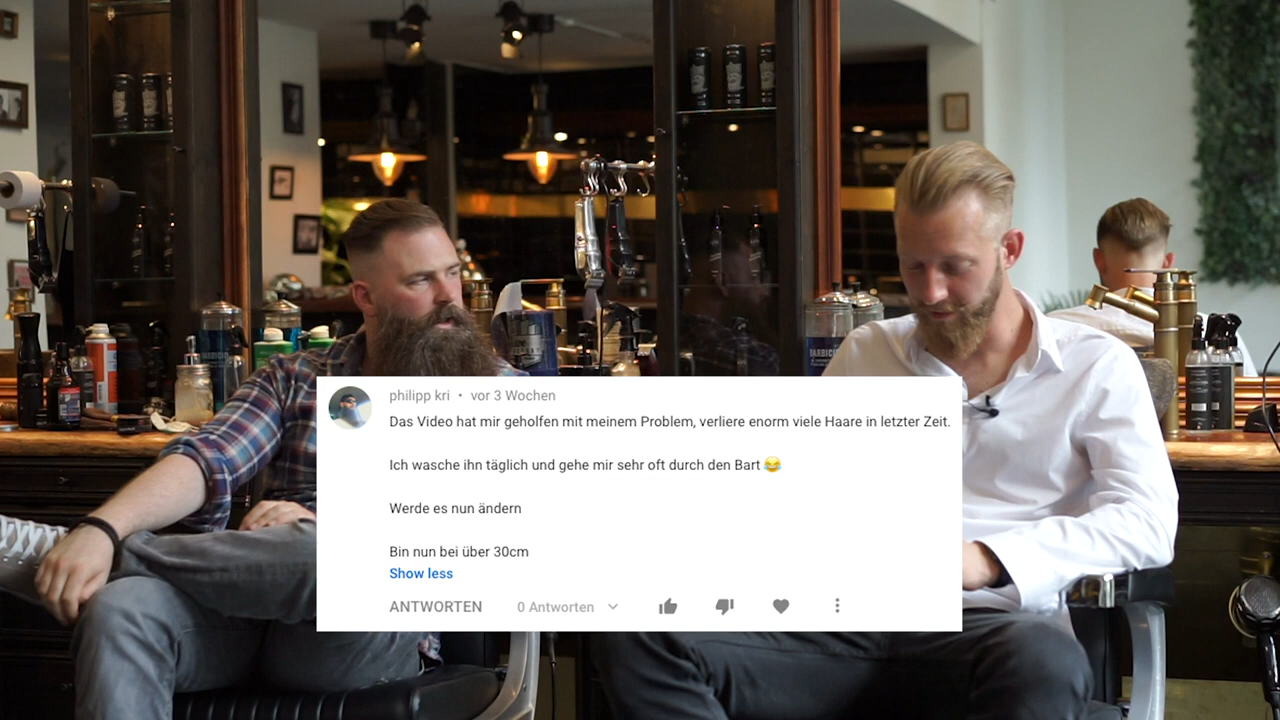 philipp kri • vor 3 Wochen
Das Video hat mir geholfen mit meinem Problem, verliere enorm viele Haare in letzter Zeit.
Ich wasche ihn täglich und gehe mir sehr oft durch den Bart 😂
Werde es nun ändern
Bin nun bei über 30cm
Show less
ANTWORTEN 0 Antworten
BARBICIDE